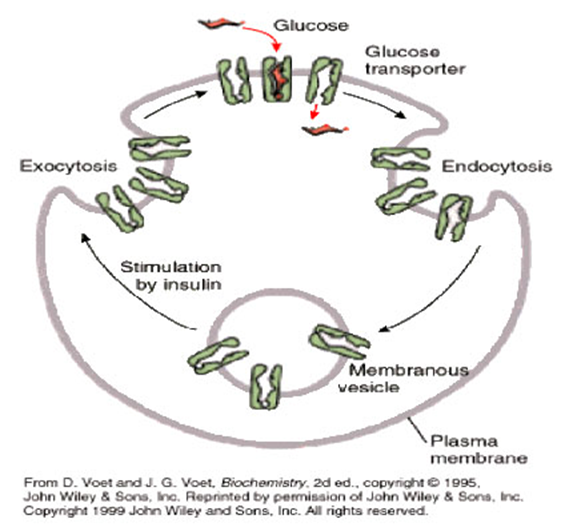 Glucose
Glucose
transporter
Exocytosis
Endocytosis
Stimulation
by insulin
Membranous
vesicle
Plasma
membrane
From D. Voet and J. G. Voet, Biochemistry, 2d ed., copyright © 1995,
John Wiley & Sons, Inc. Reprinted by permission of John Wiley & Sons, Inc.
Copyright 1999 John Wiley and Sons, Inc. All rights reserved.